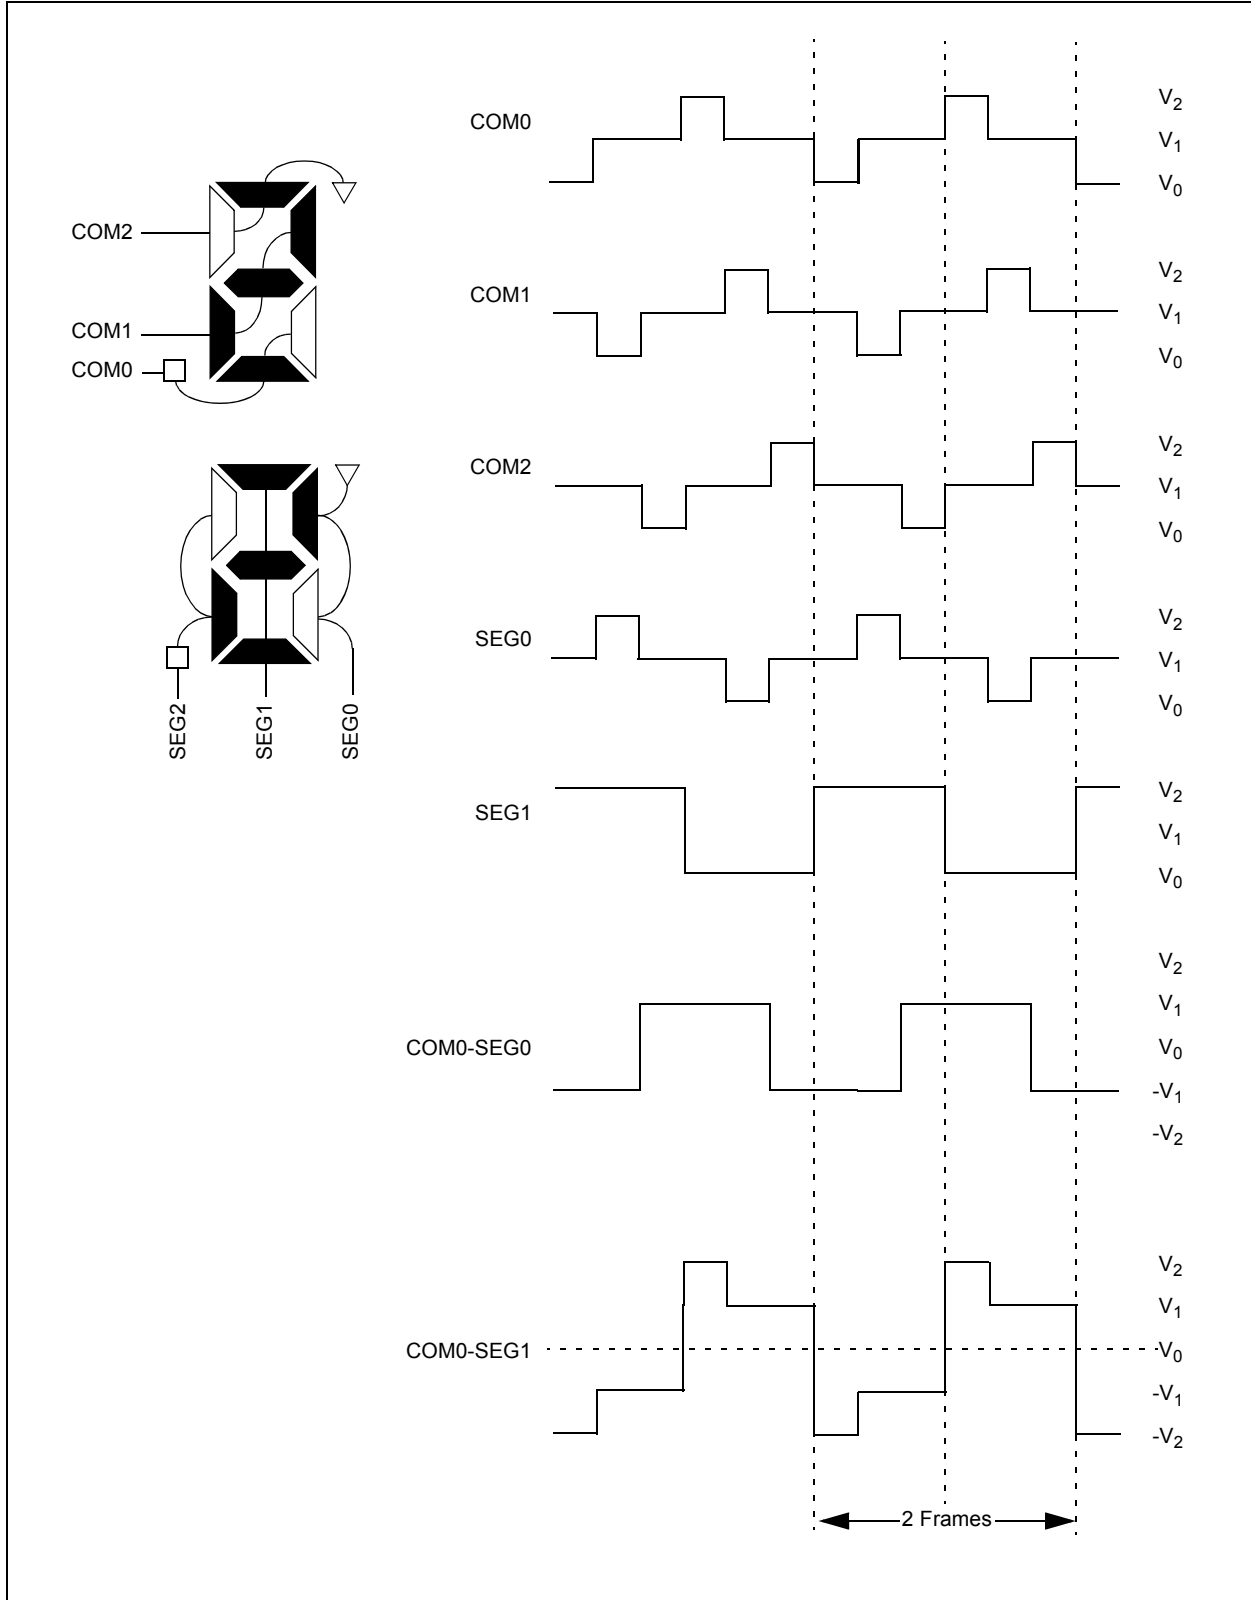 COM0
V2
V1
V0
COM2
COM1
COM0
COM1
V2
V1
V0
COM2
V2
V1
V0
SEG2
SEG1
SEG0
SEG0
V2
V1
V0
SEG1
V2
V1
V0
COM0-SEG0
V2
V1
V0
-V1
-V2
COM0-SEG1
V2
V1
V0
-V1
-V2
2 Frames